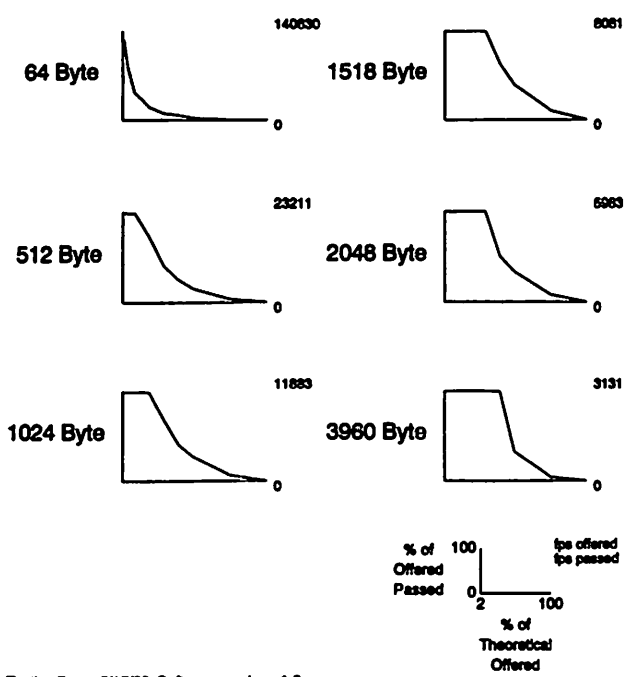 140630
64 Byte
0
8081
1518 Byte
0
23211
512 Byte
0
5963
2048 Byte
0
11883
1024 Byte
0
3131
3960 Byte
0
% of
Offered
Passed
100
0
2
100
fps offered
fps passed
% of
Theoretical
Offered